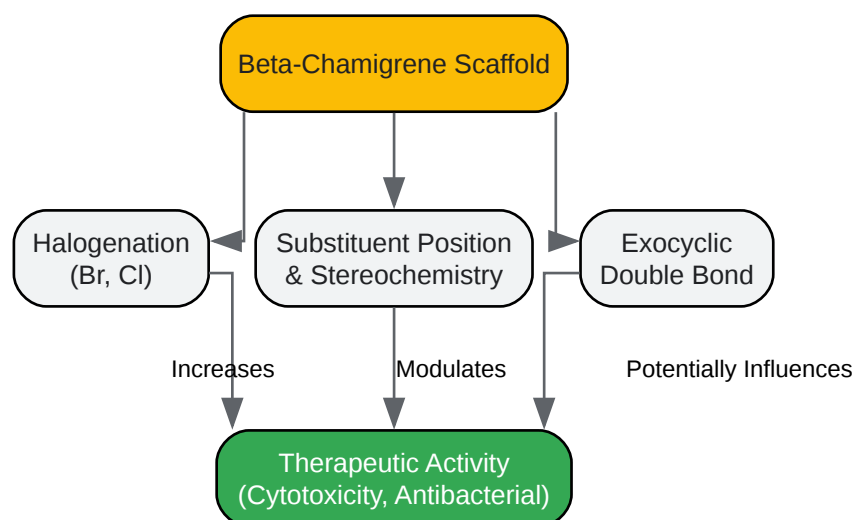 Beta-Chamigrene Scaffold
Halogenation
(Br, Cl)
Substituent Position
& Stereochemistry
Exocyclic
Double Bond
Increases
Modulates
Potentially Influences
Therapeutic Activity
(Cytotoxicity, Antibacterial)